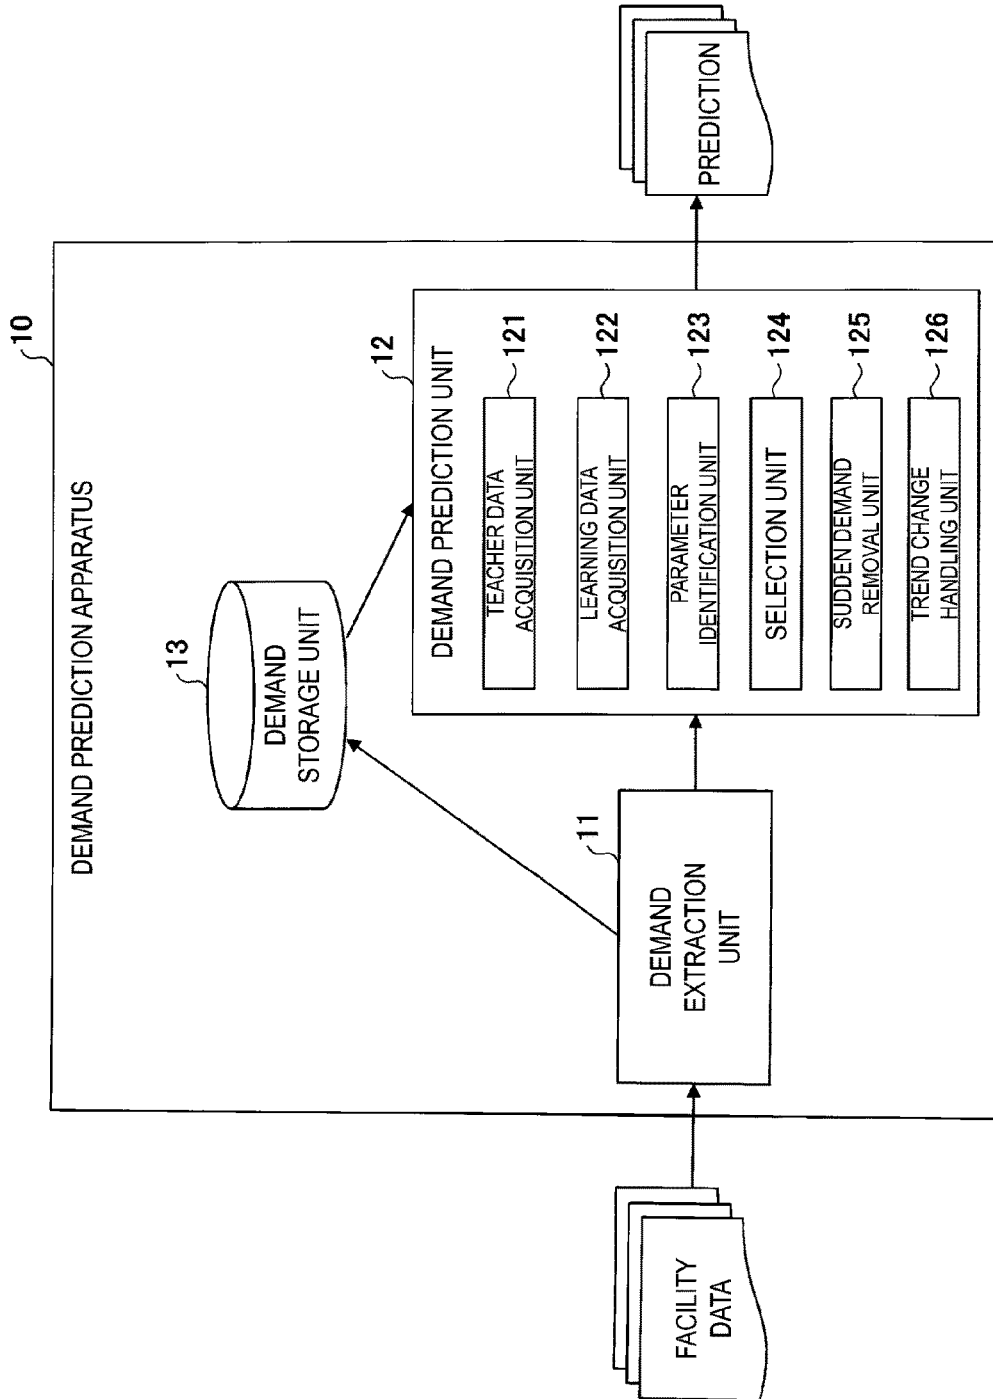 10
DEMAND PREDICTION APPARATUS
13
DEMAND
STORAGE UNIT
12
DEMAND PREDICTION UNIT
TEACHER DATA
ACQUISITION UNIT
121
LEARNING DATA
ACQUISITION UNIT
122
PARAMETER
IDENTIFICATION UNIT
123
SELECTION UNIT
124
SUDDEN DEMAND
REMOVAL UNIT
125
TREND CHANGE
HANDLING UNIT
126
11
DEMAND
EXTRACTION
UNIT
FACILITY
DATA
PREDICTION